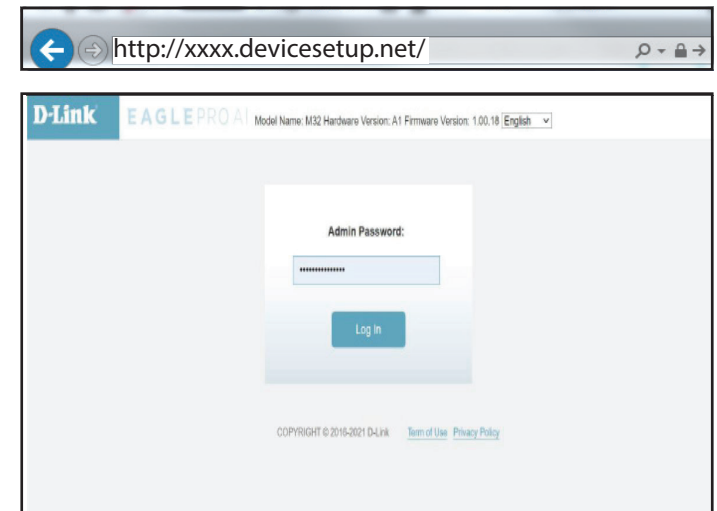 http://xxxx.devicesetup.net/
D-Link EAGLE PRO AI Model Name: M32 Hardware Version: A1 Firmware Version: 1.00.18 English
Admin Password:
Log In
COPYRIGHT © 2016-2021 D-Link Term of Use Privacy Policy